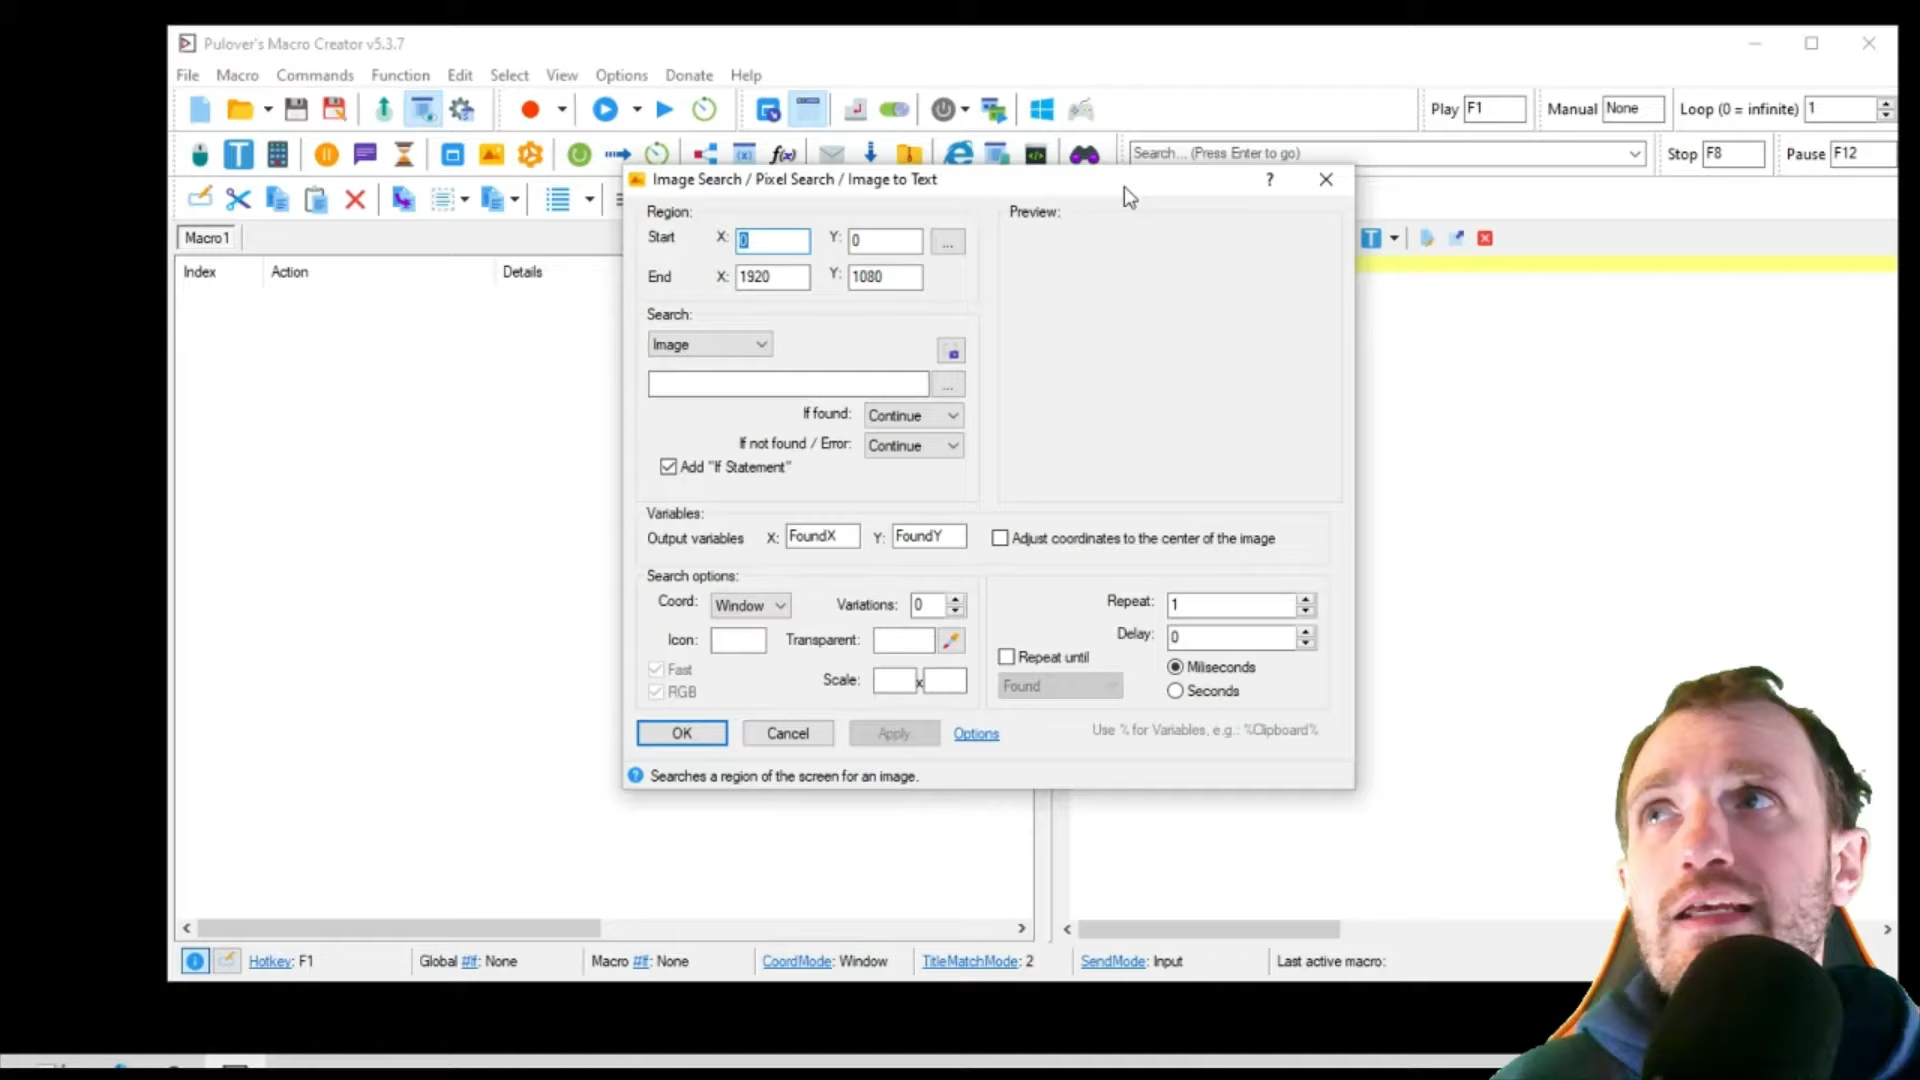 Pulover's Macro Creator v5.3.7
File Macro Commands Function Edit Select View Options Donate Help
Play F1 Manual None Loop (0 = infinite) 1
Search... (Press Enter to go) Stop F8 Pause F12
Image Search / Pixel Search / Image to Text ? 
Region: Preview:
Start X: 0 Y: 0 ...
End X: 1920 Y: 1080
Macro1
Index Action Details
Search:
Image
...
If found: Continue
If not found / Error: Continue
Add "If Statement"
Variables:
Output variables X: FoundX Y: FoundY Adjust coordinates to the center of the image
Search options:
Coord: Window Variations: 0 Repeat: 1
Icon: Transparent: Delay: 0
Repeat until Miliseconds
Fast Scale: x Found Seconds
RGB
OK Cancel Apply Options Use % for Variables, e.g.: %Clipboard%
Searches a region of the screen for an image.
Hotkey: F1 Global #If: None Macro #If: None CoordMode: Window TitleMatchMode: 2 SendMode: Input Last active macro: